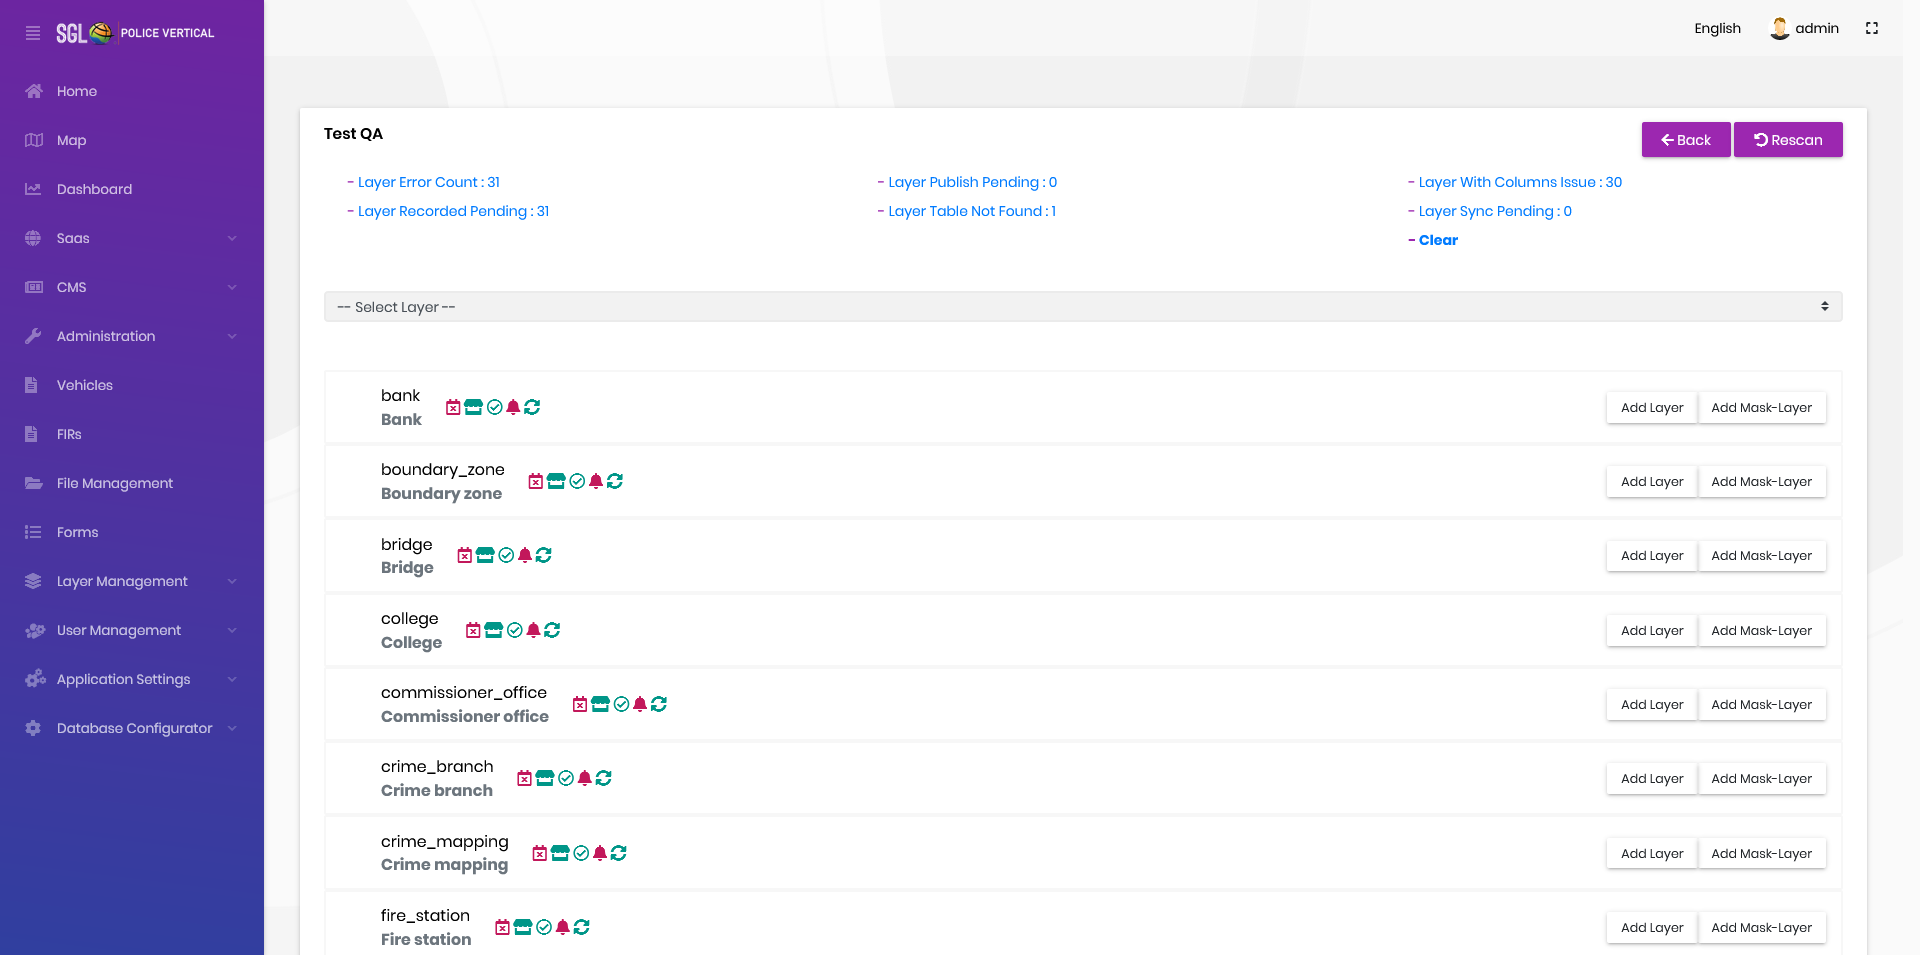 SGL POLICE VERTICAL
English
admin
Home
Map
Dashboard
Saas
CMS
Administration
Vehicles
FIRs
File Management
Forms
Layer Management
User Management
Application Settings
Database Configurator
Test QA
Back
Rescan
- Layer Error Count : 31
- Layer Publish Pending : 0
- Layer With Columns Issue : 30
- Layer Recorded Pending : 31
- Layer Table Not Found : 1
- Layer Sync Pending : 0
- Clear
-- Select Layer --
bank
Bank
Add Layer
Add Mask-Layer
boundary_zone
Boundary zone
Add Layer
Add Mask-Layer
bridge
Bridge
Add Layer
Add Mask-Layer
college
College
Add Layer
Add Mask-Layer
commissioner_office
Commissioner office
Add Layer
Add Mask-Layer
crime_branch
Crime branch
Add Layer
Add Mask-Layer
crime_mapping
Crime mapping
Add Layer
Add Mask-Layer
fire_station
Fire station
Add Layer
Add Mask-Layer